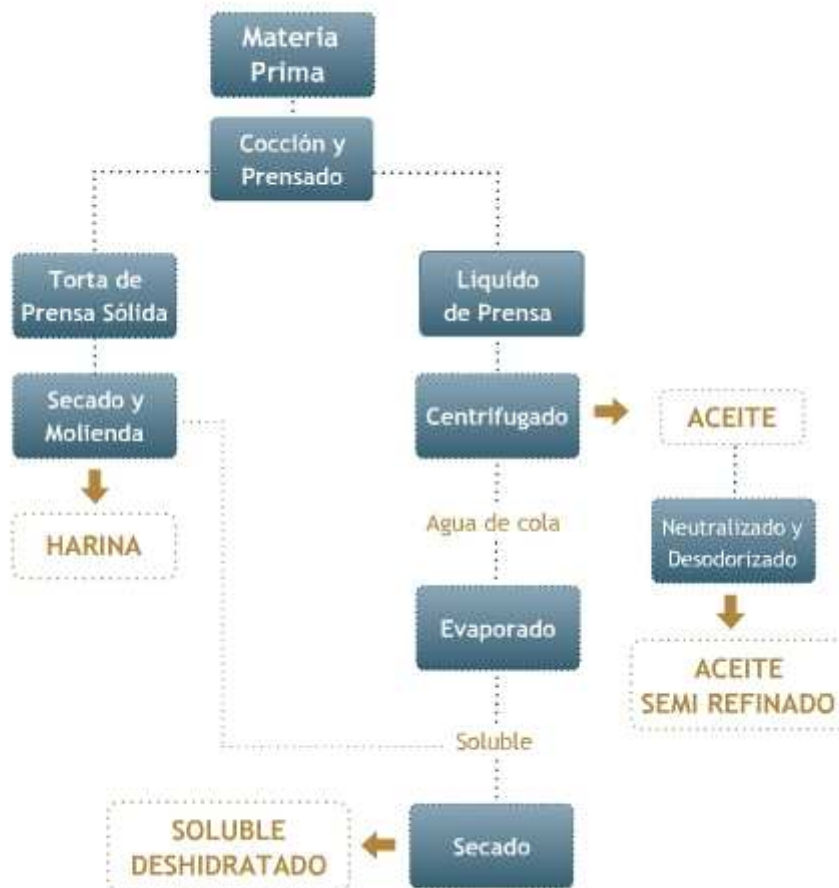 Materia
Prima
Cocción y
Prensado
Torta de
Prensa Sólida
Liquido
de Prensa
Secado y
Molienda
Centrifugado
ACEITE
HARINA
Agua de cola
Neutralizado y
Desodorizado
Evaporado
ACEITE
SEMI REFINADO
Soluble
SOLUBLE
DESHIDRATADO
Secado